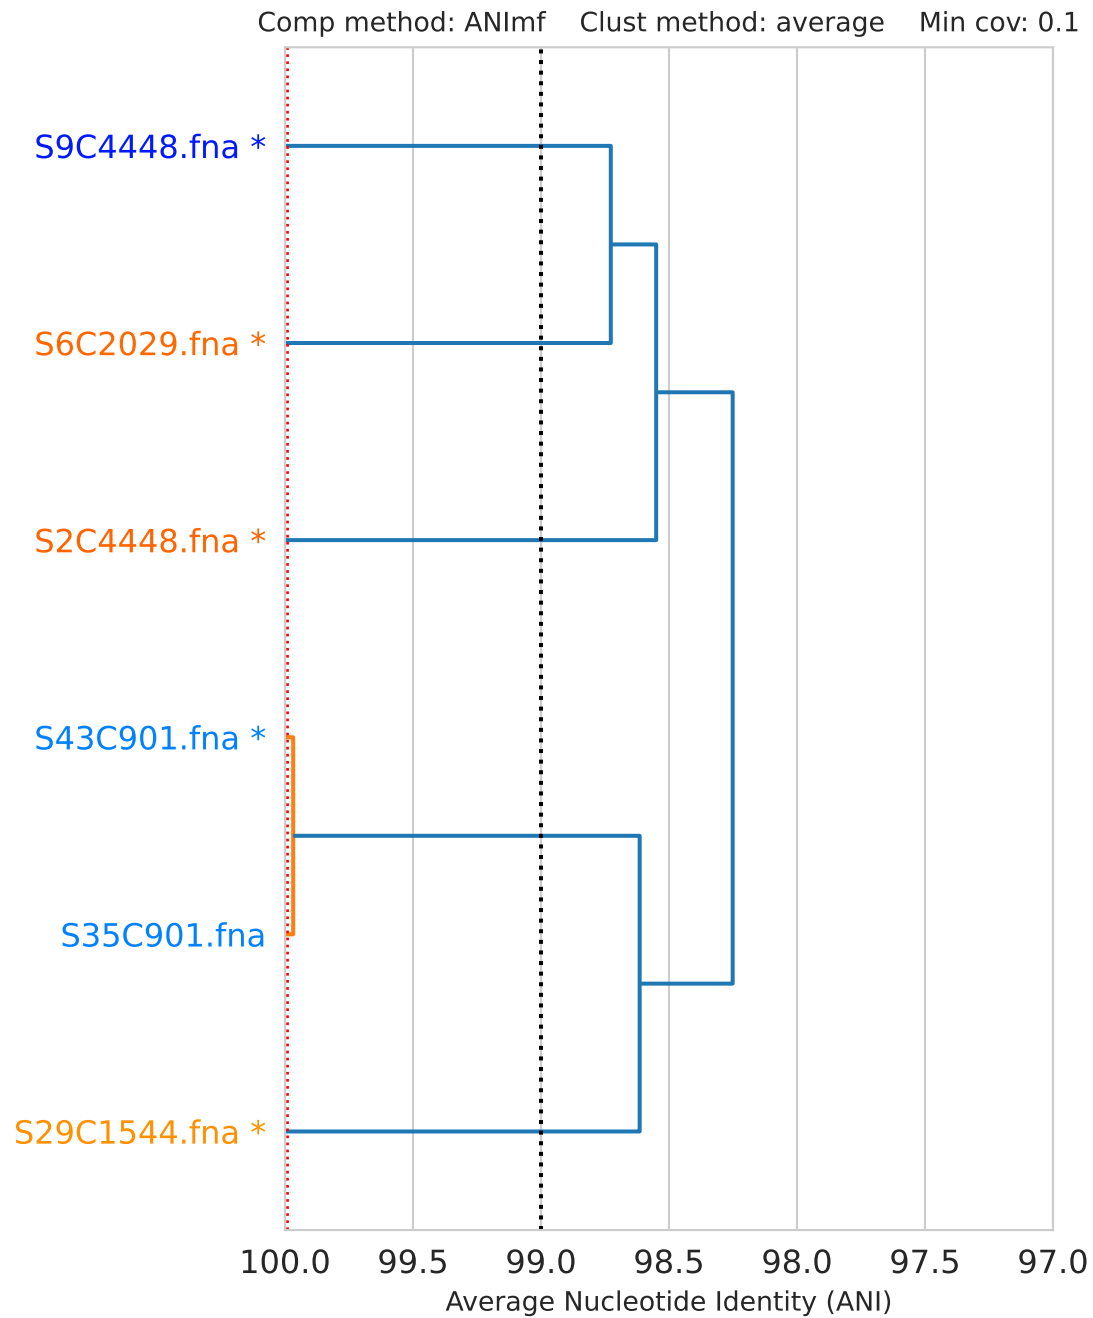 Comp method: ANImf    Clust method: average    Min cov: 0.1
S9C4448.fna *
S6C2029.fna *
S2C4448.fna *
S43C901.fna *
S35C901.fna
S29C1544.fna *
100.0 99.5 99.0 98.5 98.0 97.5 97.0
Average Nucleotide Identity (ANI)